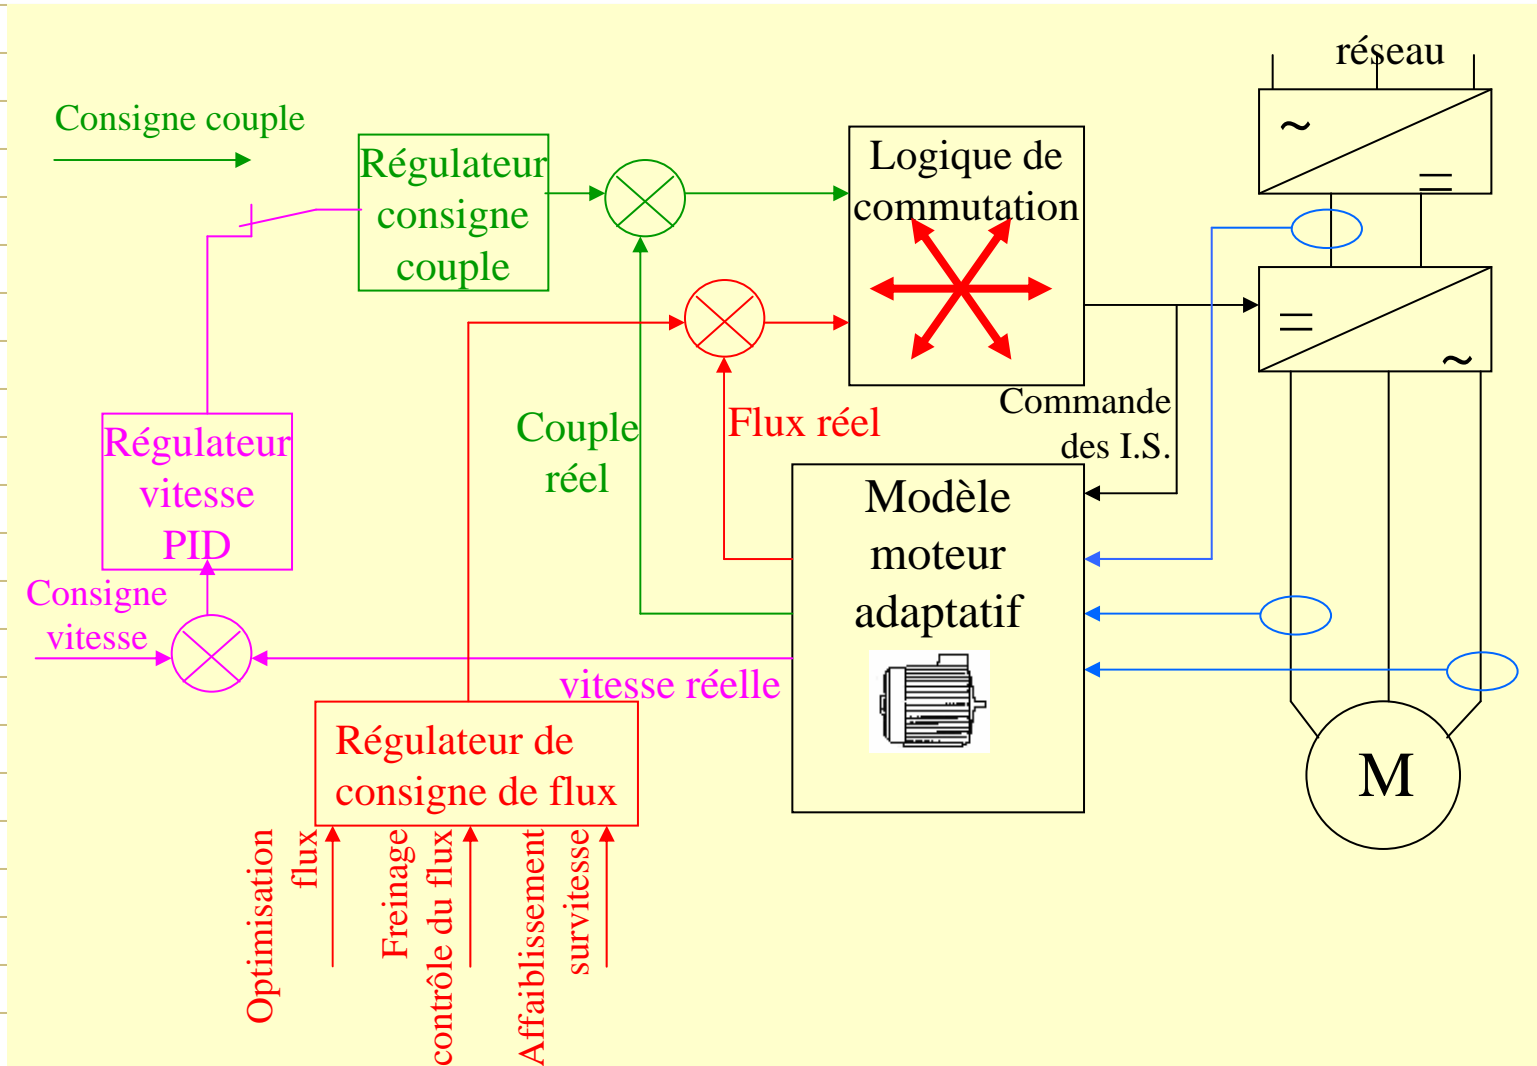 réseau
Consigne couple
Régulateur
consigne
couple
Logique de
commutation
~
=
=
~
Commande
des I.S.
Couple
réel
Flux réel
Régulateur
vitesse
PID
Modèle
moteur
adaptatif
Consigne
vitesse
vitesse réelle
Régulateur de
consigne de flux
M
Optimisation
flux
Freinage
contrôle du flux
Affaiblissement
survitesse